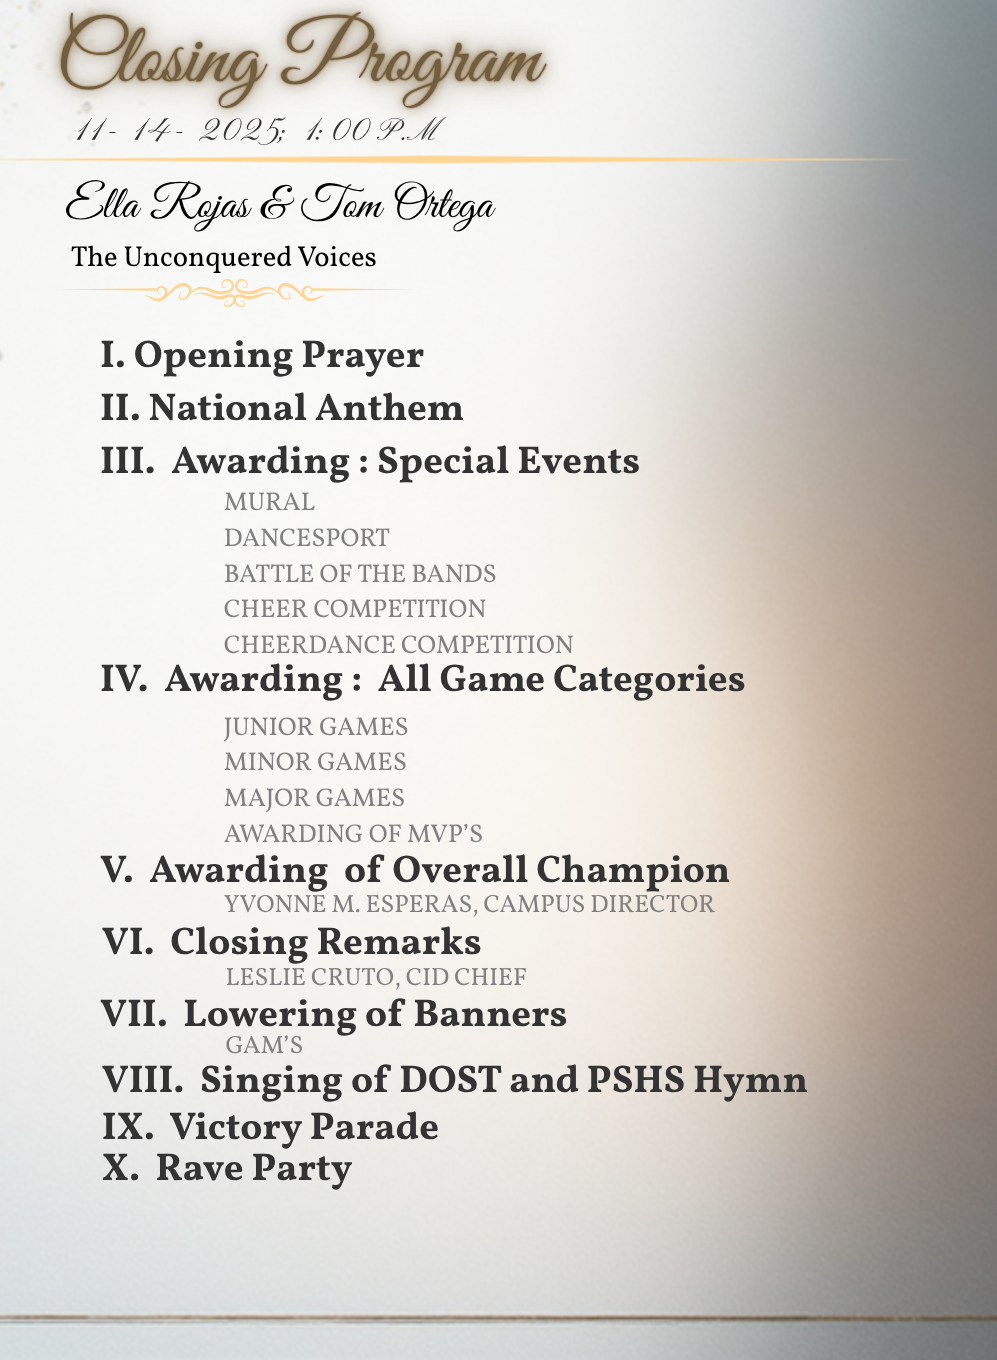 Closing Program
11- 14- 2025; 1:00 P.M
Ella Rojas & Tom Ortega
The Unconquered Voices
I. Opening Prayer
II. National Anthem
III. Awarding : Special Events
MURAL
DANCESPORT
BATTLE OF THE BANDS
CHEER COMPETITION
CHEERDANCE COMPETITION
IV. Awarding : All Game Categories
JUNIOR GAMES
MINOR GAMES
MAJOR GAMES
AWARDING OF MVP’S
V. Awarding of Overall Champion
YVONNE M. ESPERAS, CAMPUS DIRECTOR
VI. Closing Remarks
LESLIE CRUTO, CID CHIEF
VII. Lowering of Banners
GAM’S
VIII. Singing of DOST and PSHS Hymn
IX. Victory Parade
X. Rave Party